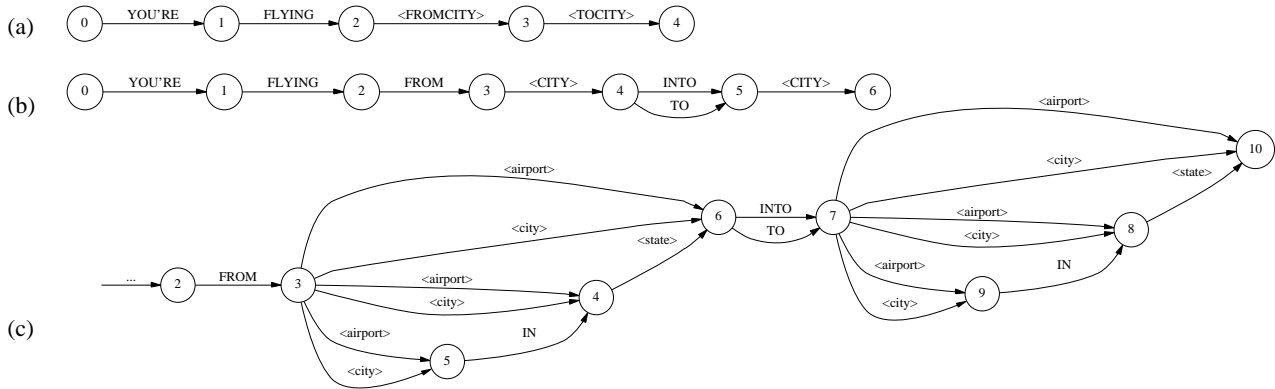 (a) 0 YOU'RE 1 FLYING 2 <FROMCITY> 3 <TOCITY> 4
(b) 0 YOU'RE 1 FLYING 2 FROM 3 <CITY> 4 INTO TO 5 <CITY> 6
<airport>
10
<city>
<state>
<airport>
INTO
6 7 <airport> 8
TO <city>
<city>
<state>
<airport> IN
<airport>
... 2 FROM 3 4 9
<city> <city>
(c) <airport> IN
5
<city>